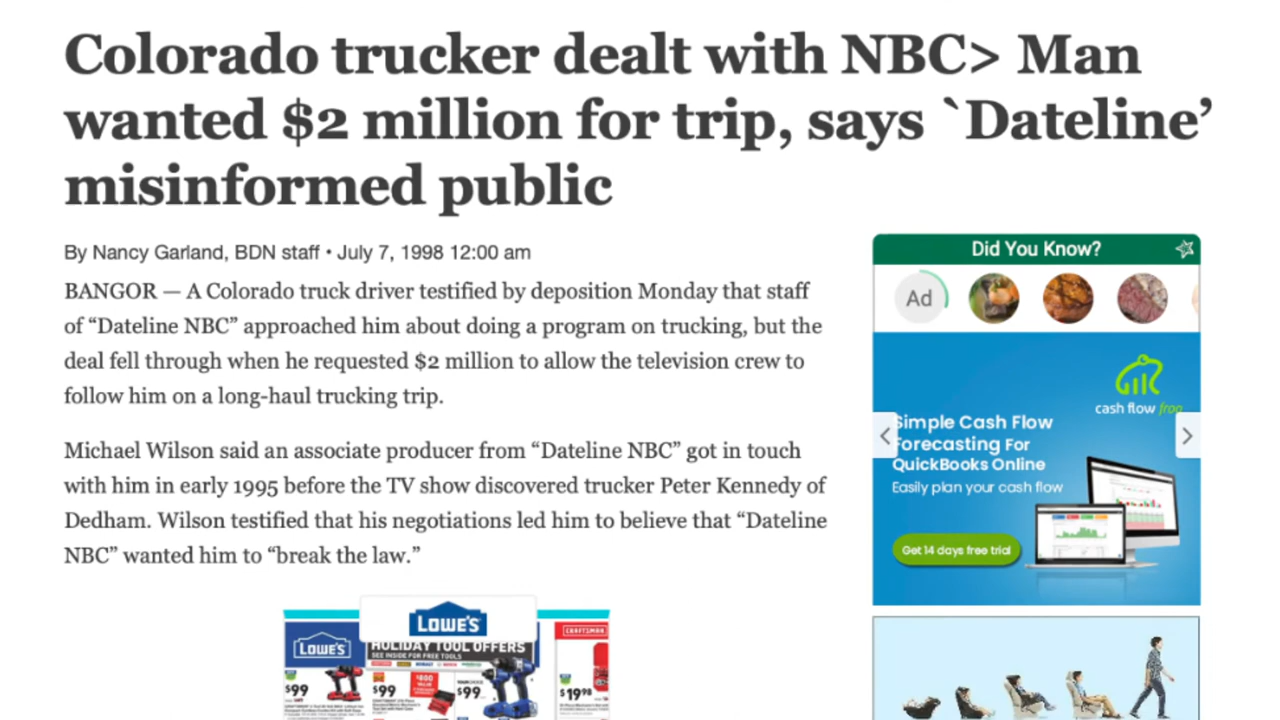 Colorado trucker dealt with NBC> Man
wanted $2 million for trip, says `Dateline’
misinformed public
By Nancy Garland, BDN staff • July 7, 1998 12:00 am
BANGOR — A Colorado truck driver testified by deposition Monday that staff
of “Dateline NBC” approached him about doing a program on trucking, but the
deal fell through when he requested $2 million to allow the television crew to
follow him on a long-haul trucking trip.
Michael Wilson said an associate producer from “Dateline NBC” got in touch
with him in early 1995 before the TV show discovered trucker Peter Kennedy of
Dedham. Wilson testified that his negotiations led him to believe that “Dateline
NBC” wanted him to “break the law.”
Did You Know?
Ad
cash flow frog
Simple Cash Flow
Forecasting For
QuickBooks Online
Easily plan your cash flow
Get 14 days free trial
LOWE'S
LOWE'S
HOLIDAY TOOL OFFERS
SEE INSIDE FOR FREE TOOLS
CRAFTSMAN
$99
$99
$99
$19.98